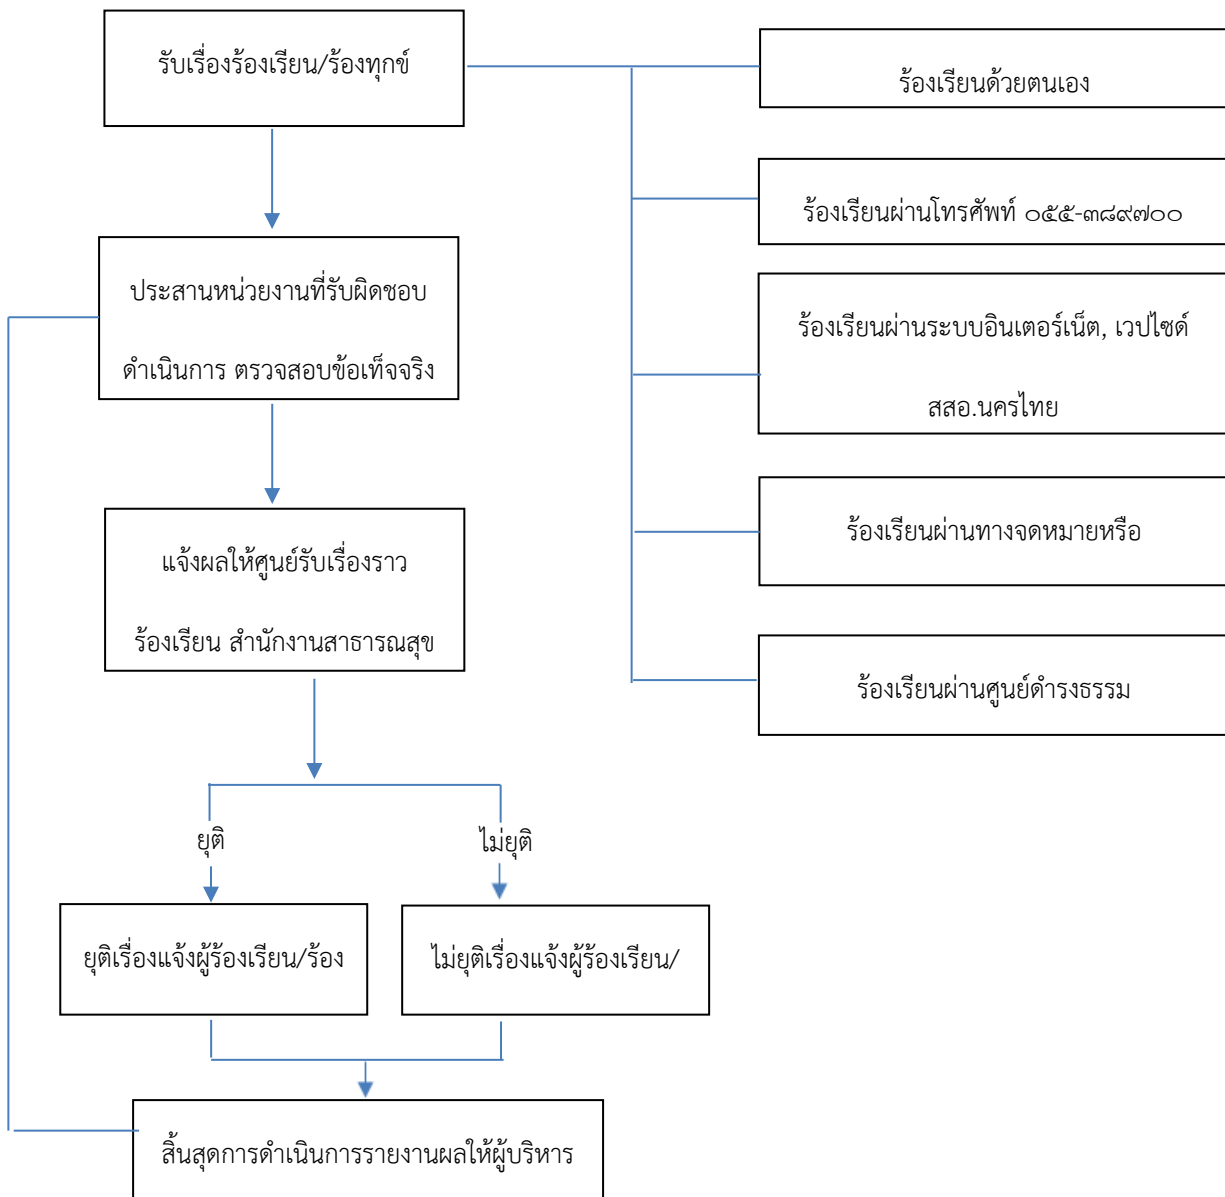 รับเรื่องร้องเรียน/ร้องทุกข์
ร้องเรียนด้วยตนเอง
ร้องเรียนผ่านโทรศัพท์ ๐๕๕-๓๘๙๗๐๐
ประสานหน่วยงานที่รับผิดชอบ
ดำเนินการ ตรวจสอบข้อเท็จจริง
ร้องเรียนผ่านระบบอินเตอร์เน็ต, เวปไซด์
สสอ.นครไทย
แจ้งผลให้ศูนย์รับเรื่องราว
ร้องเรียน สำนักงานสาธารณสุข
ร้องเรียนผ่านทางจดหมายหรือ
ร้องเรียนผ่านศูนย์ดำรงธรรม
ยุติ
ไม่ยุติ
ยุติเรื่องแจ้งผู้ร้องเรียน/ร้อง
ไม่ยุติเรื่องแจ้งผู้ร้องเรียน/
สิ้นสุดการดำเนินการรายงานผลให้ผู้บริหาร